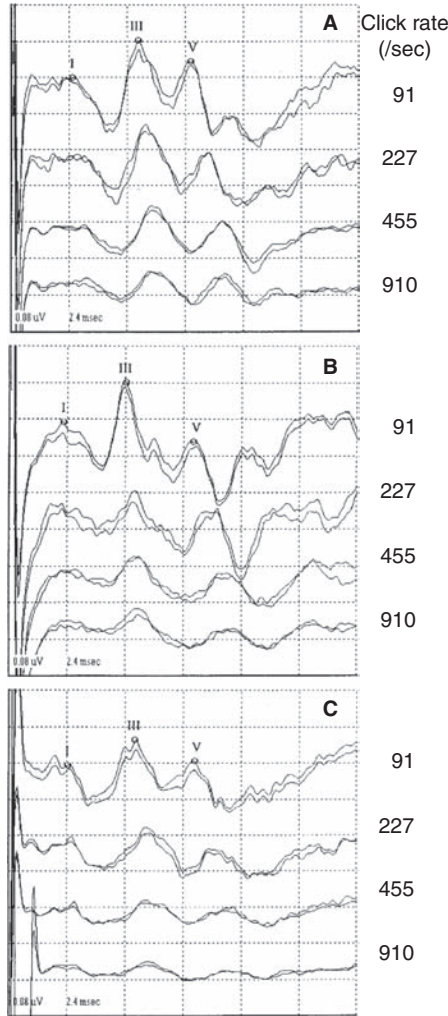 A Click rate
(/sec)
III
V
I
91
227
455
910
0.08 uV 2.4 msec
B
III
I
V
91
227
455
910
0.08 uV 2.4 msec
C
III
I
V
91
227
455
910
0.08 uV 2.4 msec